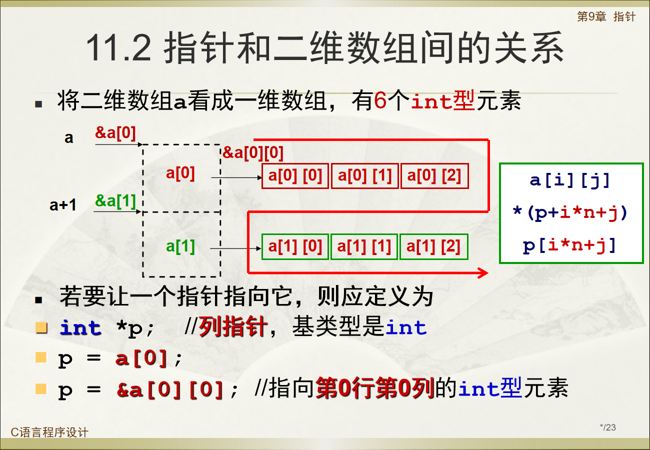 第9章 指针
11.2 指针和二维数组间的关系
将二维数组a看成一维数组，有6个int型元素
a &a[0]
&a[0][0]
a[0] a[0] [0] a[0] [1] a[0] [2]
a+1 &a[1]
a[1] a[1] [0] a[1] [1] a[1] [2]
a[i][j]
*(p+i*n+j)
p[i*n+j]
若要让一个指针指向它，则应定义为
int *p; //列指针，基类型是int
p = a[0];
p = &a[0][0]; //指向第0行第0列的int型元素
C语言程序设计
*/23